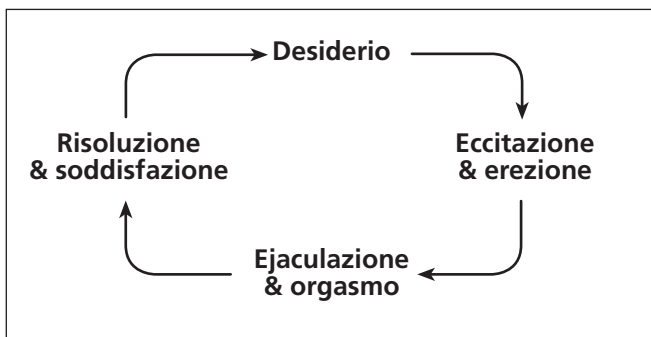 Desiderio
Eccitazione
& erezione
Ejaculazione
& orgasmo
Risoluzione
& soddisfazione